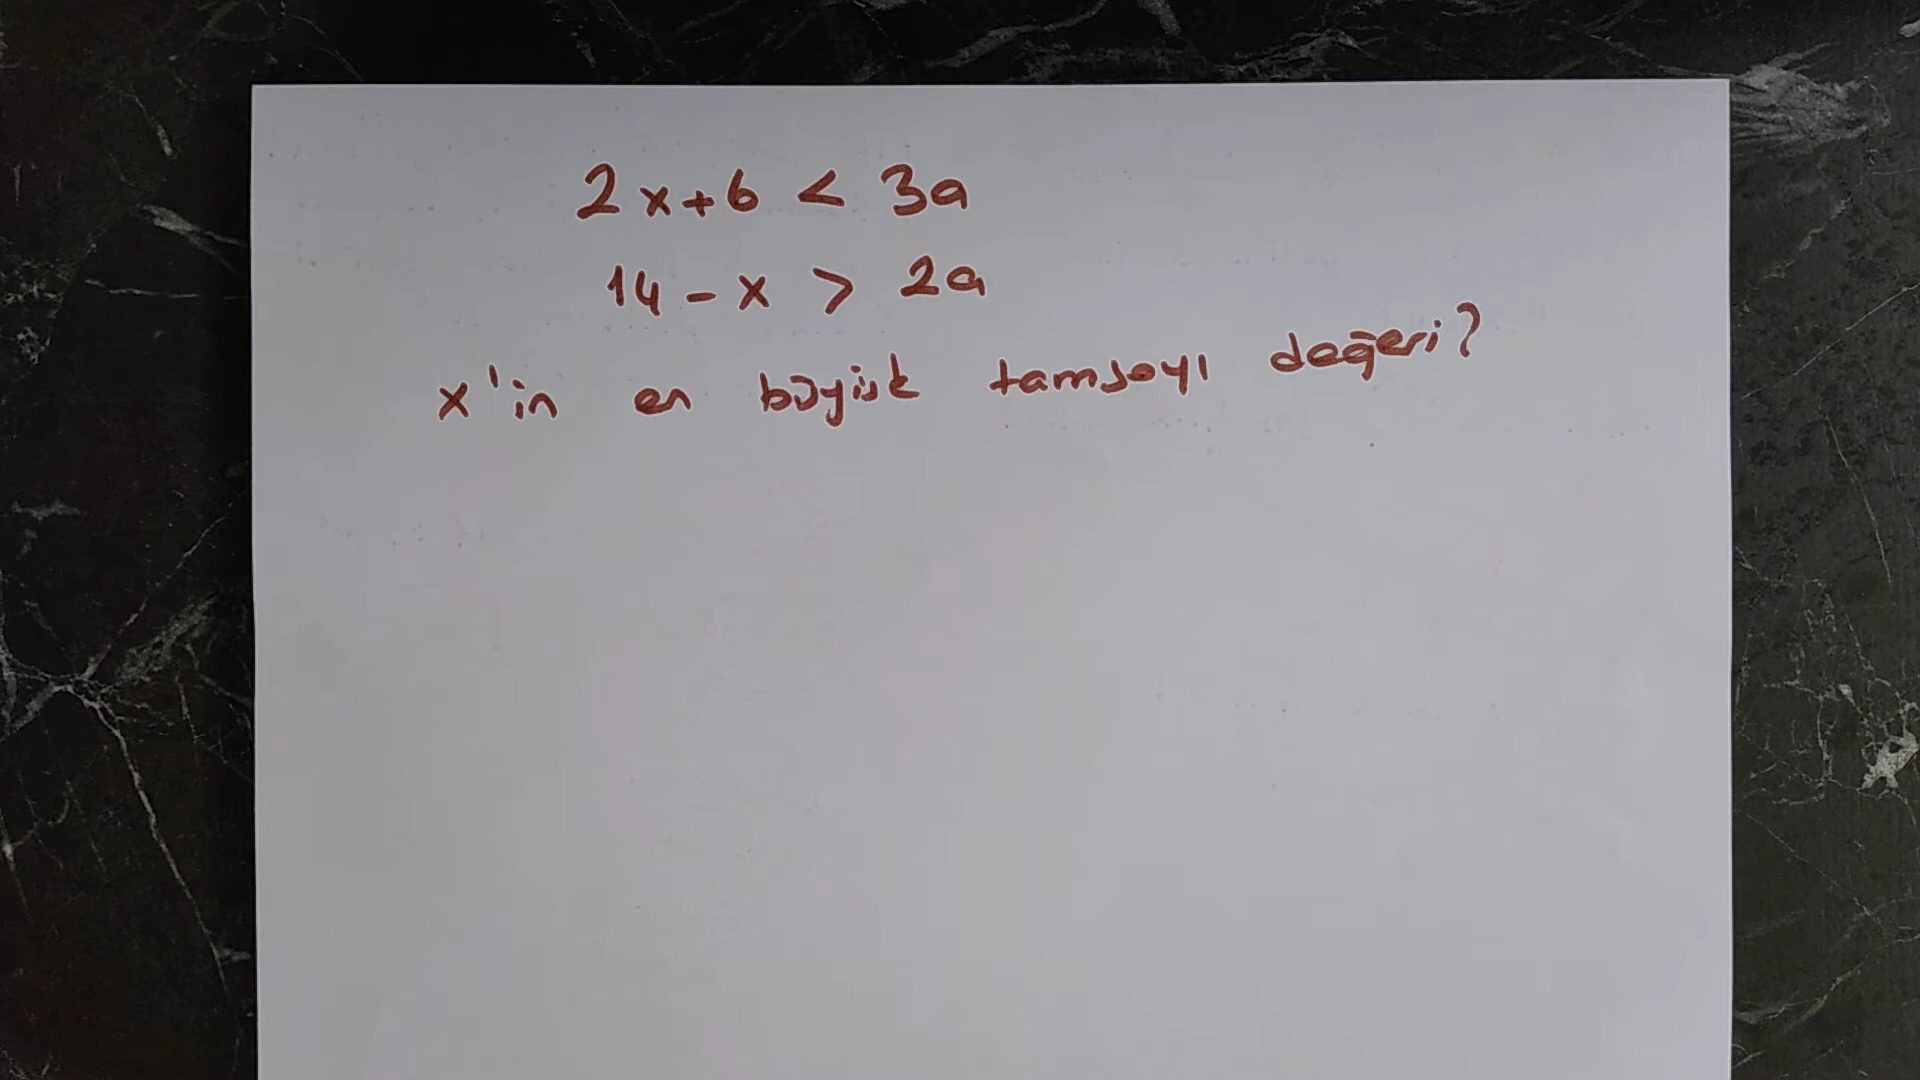 2x+6 < 3a
14 - x > 2a
x'in en büyük tamsayı değeri?